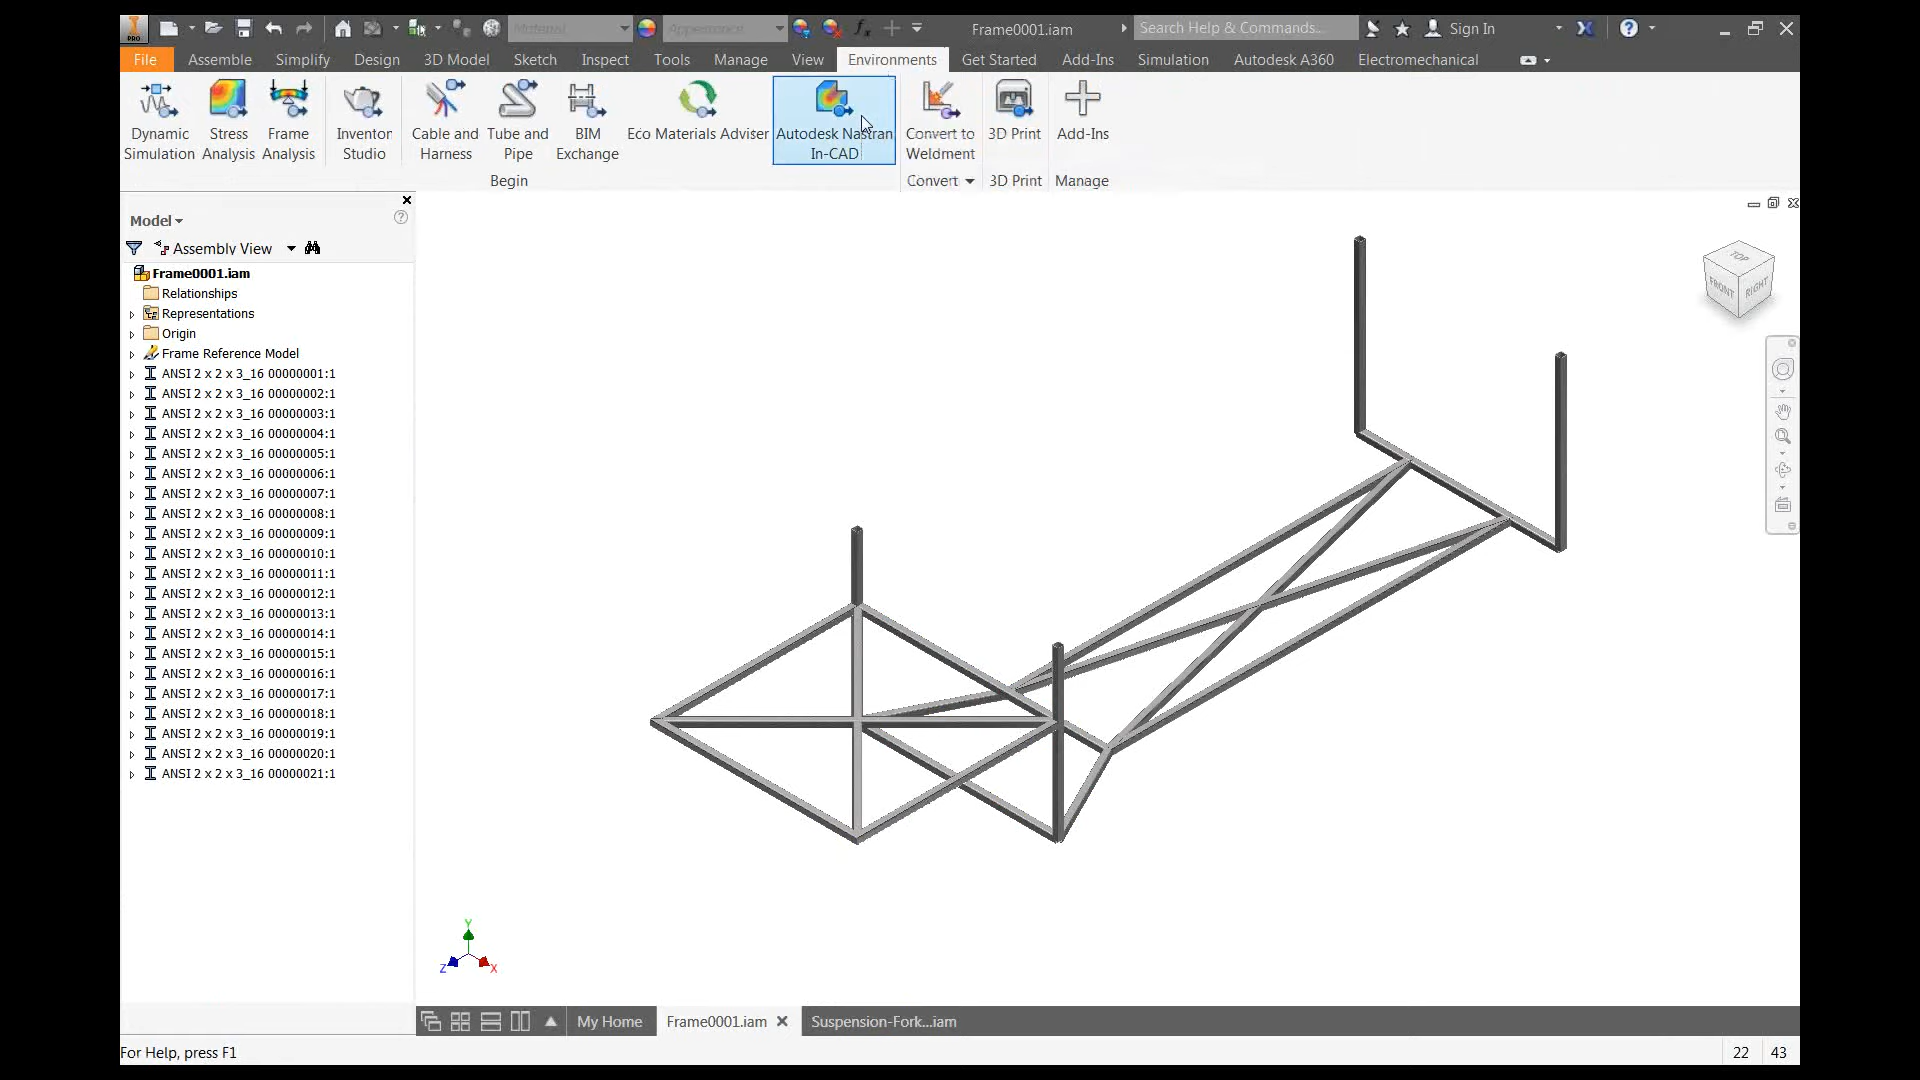 PRO
Material
Appearance
Frame0001.iam
Search Help & Commands...
Sign In
File
Assemble
Simplify
Design
3D Model
Sketch
Inspect
Tools
Manage
View
Environments
Get Started
Add-Ins
Simulation
Autodesk A360
Electromechanical
Dynamic
Simulation
Stress
Analysis
Frame
Analysis
Inventor
Studio
Cable and
Harness
Tube and
Pipe
BIM
Exchange
Eco Materials Adviser
Autodesk Nastran
In-CAD
Convert to
Weldment
3D Print
Add-Ins
Begin
Convert
3D Print
Manage
Model
Assembly View
Frame0001.iam
Relationships
Representations
Origin
Frame Reference Model
ANSI 2 x 2 x 3_16 00000001:1
ANSI 2 x 2 x 3_16 00000002:1
ANSI 2 x 2 x 3_16 00000003:1
ANSI 2 x 2 x 3_16 00000004:1
ANSI 2 x 2 x 3_16 00000005:1
ANSI 2 x 2 x 3_16 00000006:1
ANSI 2 x 2 x 3_16 00000007:1
ANSI 2 x 2 x 3_16 00000008:1
ANSI 2 x 2 x 3_16 00000009:1
ANSI 2 x 2 x 3_16 00000010:1
ANSI 2 x 2 x 3_16 00000011:1
ANSI 2 x 2 x 3_16 00000012:1
ANSI 2 x 2 x 3_16 00000013:1
ANSI 2 x 2 x 3_16 00000014:1
ANSI 2 x 2 x 3_16 00000015:1
ANSI 2 x 2 x 3_16 00000016:1
ANSI 2 x 2 x 3_16 00000017:1
ANSI 2 x 2 x 3_16 00000018:1
ANSI 2 x 2 x 3_16 00000019:1
ANSI 2 x 2 x 3_16 00000020:1
ANSI 2 x 2 x 3_16 00000021:1
TOP
FRONT
RIGHT
Y
Z
X
My Home
Frame0001.iam
Suspension-Fork...iam
For Help, press F1
22
43